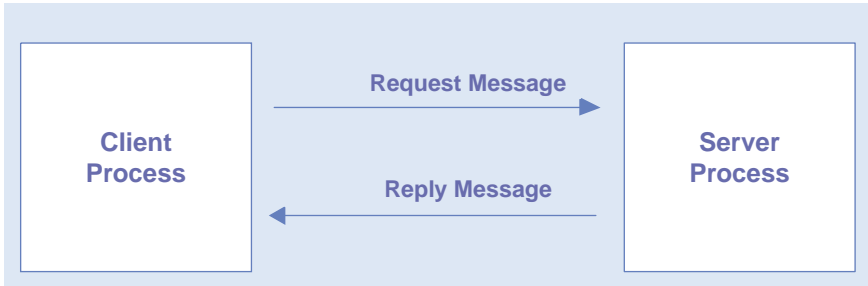 Client
Process
Request Message
Reply Message
Server
Process